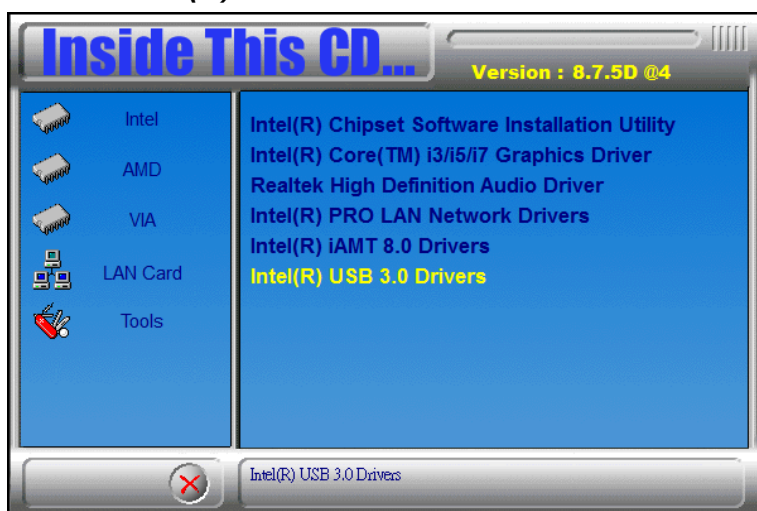 (R)
Inside This CD...
Version : 8.7.5D @4
Intel
AMD
VIA
LAN Card
Tools
Intel(R) Chipset Software Installation Utility
Intel(R) Core(TM) i3/i5/i7 Graphics Driver
Realtek High Definition Audio Driver
Intel(R) PRO LAN Network Drivers
Intel(R) iAMT 8.0 Drivers
Intel(R) USB 3.0 Drivers
Intel(R) USB 3.0 Drivers